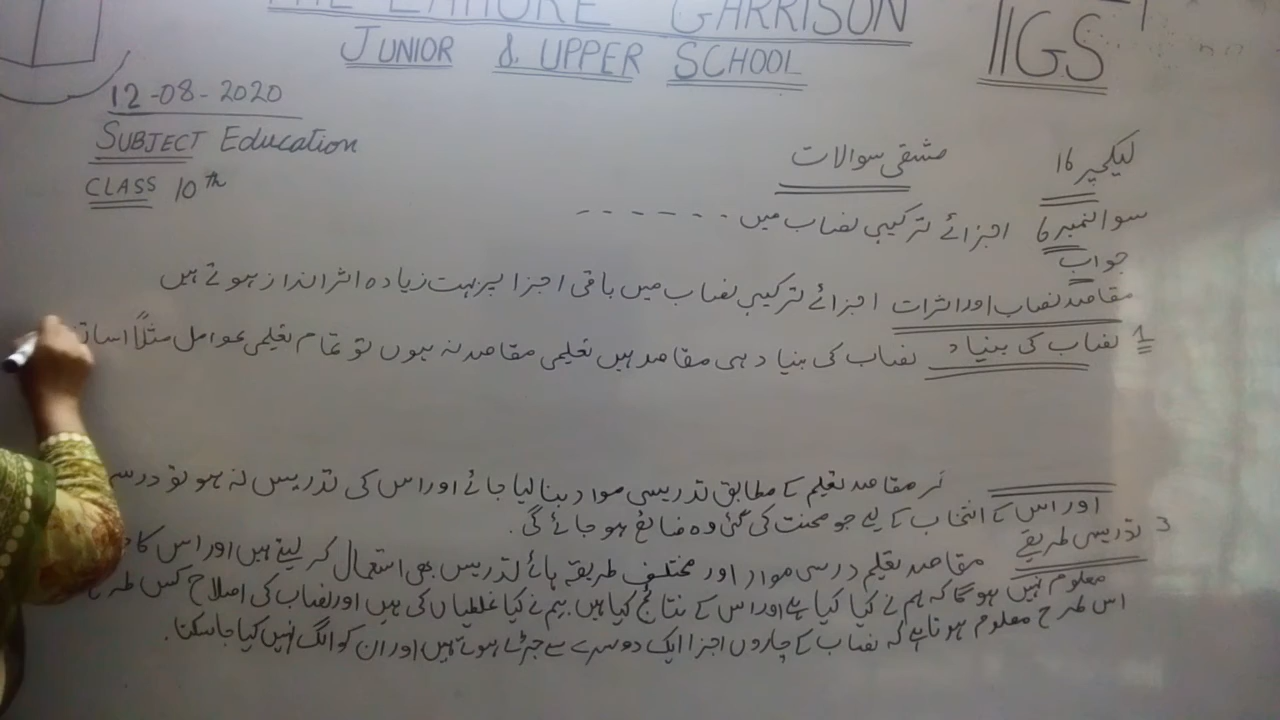 THE LAHORE GARRISON
JUNIOR & UPPER SCHOOL
GS
12-08-2020
SUBJECT Education
CLASS 10th
لیکچر 16
مشقی سوالات
سوالنمبر 6 اجزائے ترکیبی نصاب میں - - - - - - - -
جواب
مقاصد نصاب اور اثرات اجزائے ترکیبی نصاب میں باقی اجزا پر بہت زیادہ اثر انداز ہوتے ہیں
1 نصاب کی بنیاد نصاب کی بنیاد ہی مقاصد ہیں تعلیمی مقاصد نہ ہوں تو تمام تعلیمی عوامل مثلاً
مقاصد تعلیم کے مطابق تدریسی مواد بنا لیا جائے اور اس کی تدریس نہ ہو تو
اور اس کے انتخاب کے لیے جو محنت کی گئی وہ ضائع ہو جائے گی.
3 تدریسی طریقے مقاصد تعلیم درسی مواد اور مختلف طریقہ ہائے تدریس بھی استعمال کر لیتے ہیں اور اس کا
معلوم نہیں ہو گا کہ ہم نے کیا کیا ہے اور اس کے نتائج کیا ہیں. ہم نے کیا غلطیاں کی ہیں اور نصاب کی اصلاح کس طرح
اس طرح معلوم ہوتا ہے کہ نصاب کے چاروں اجزا ایک دوسرے سے جڑے ہوتے ہیں اور ان کو الگ نہیں کیا جا سکتا.